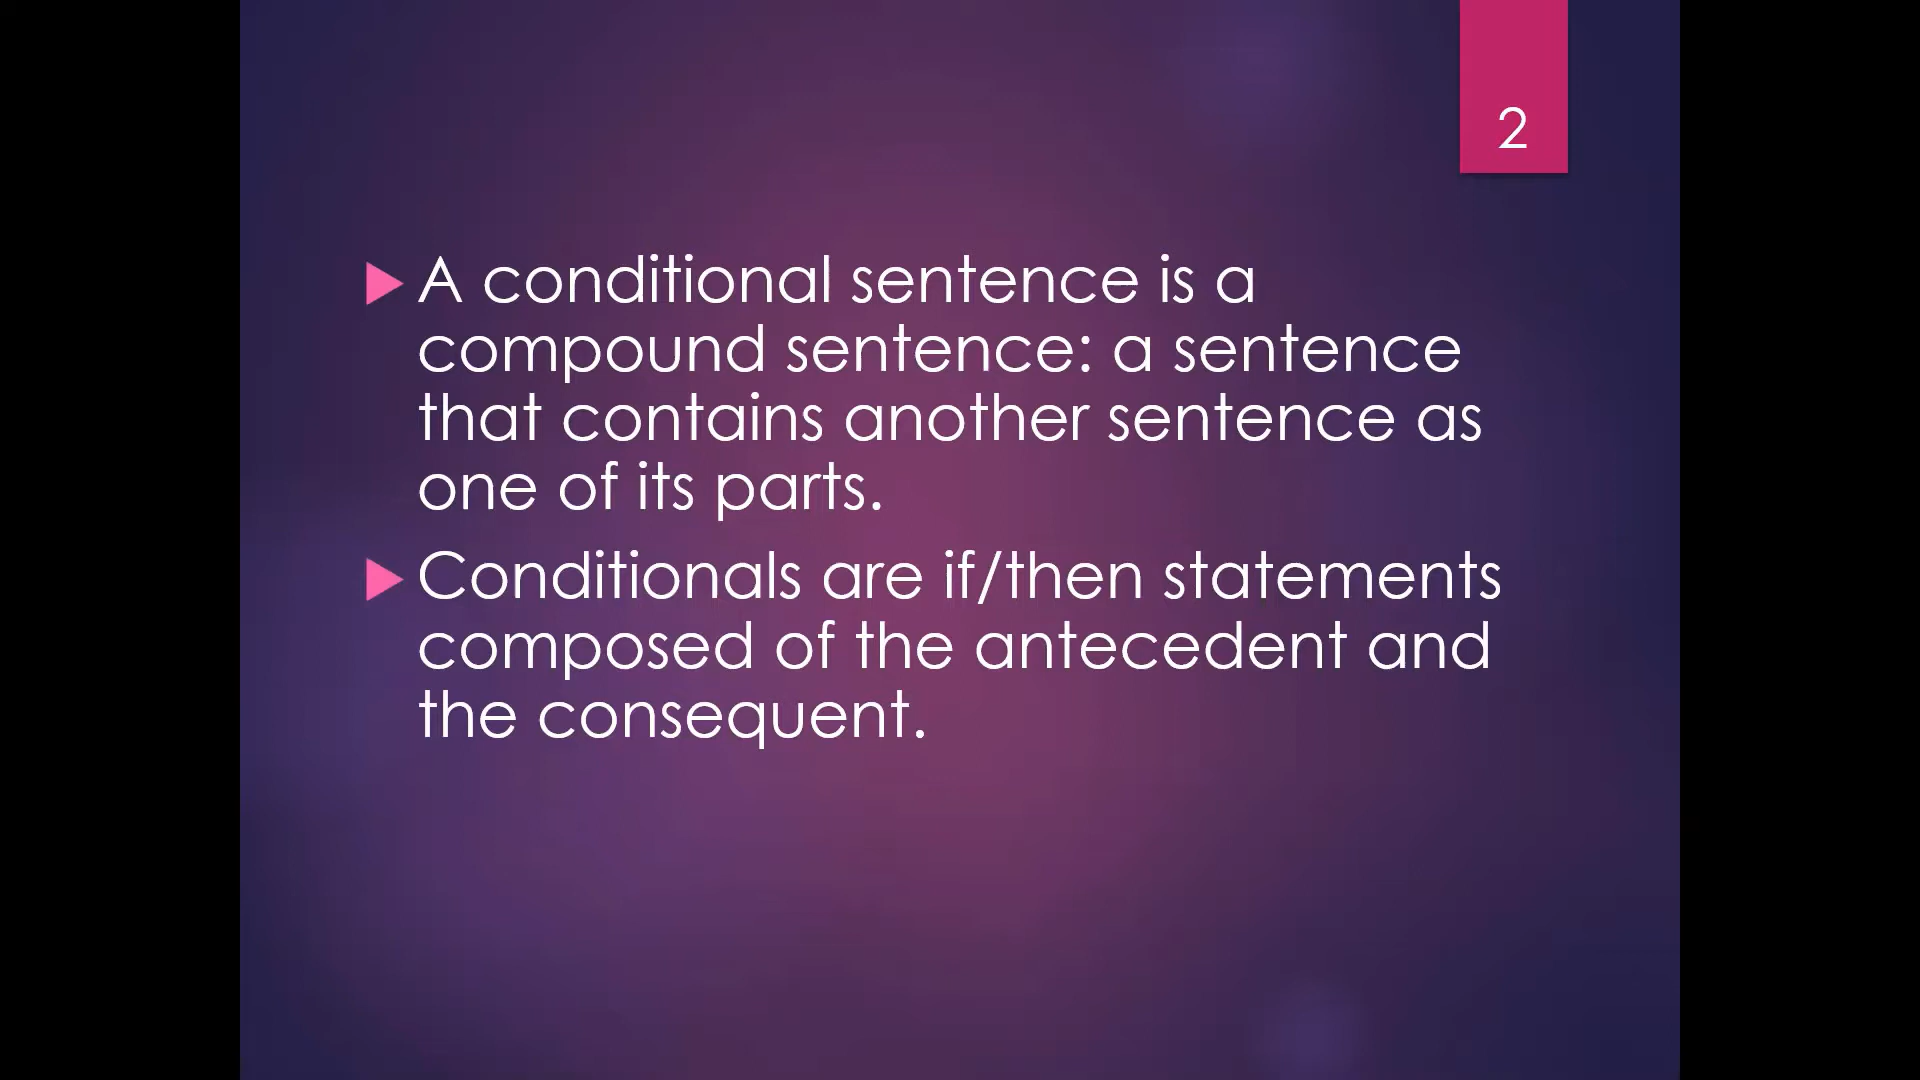 2
A conditional sentence is a
compound sentence: a sentence
that contains another sentence as
one of its parts.
Conditionals are if/then statements
composed of the antecedent and
the consequent.